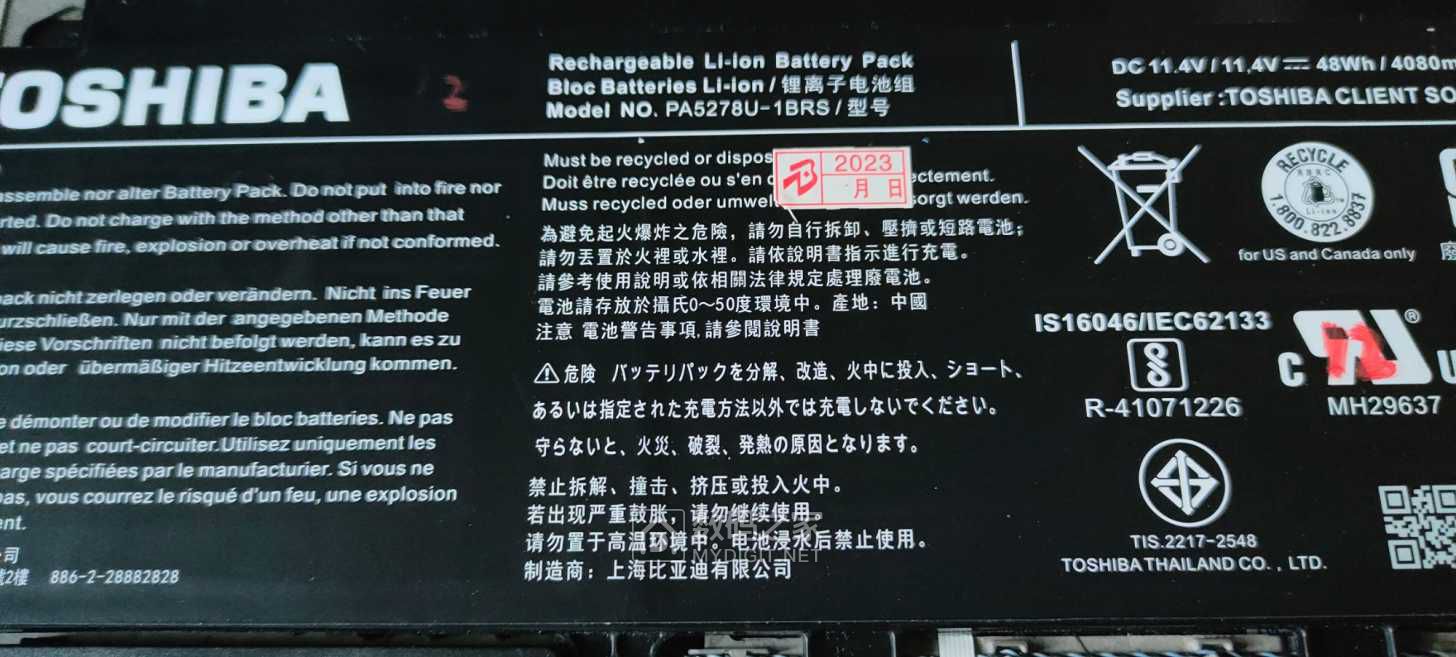 TOSHIBA
2
Rechargeable Li-ion Battery Pack
Bloc Batteries Li-ion / 锂离子电池组
Model NO. PA5278U-1BRS / 型号
DC 11.4V / 11,4V 48Wh / 4080m
Supplier :TOSHIBA CLIENT SO
assemble nor alter Battery Pack. Do not put into fire nor
rted. Do not charge with the method other than that
will cause fire, explosion or overheat if not conformed.
ack nicht zerlegen oder verändern. Nicht ins Feuer
urzschließen. Nur mit der angegebenen Methode
iese Vorschriften nicht befolgt werden, kann es zu
on oder übermäßiger Hitzeentwicklung kommen.
e démonter ou de modifier le bloc batteries. Ne pas
et ne pas court-circuiter.Utilisez uniquement les
arge spécifiées par le manufacturier. Si vous ne
pas, vous courrez le risqué d'un feu, une explosion
ent.
公司
號2樓 886-2-28882828
Must be recycled or dispos
Doit être recyclée ou s'en d ectement.
Muss recycled oder umwel sorgt werden.
2023
月 日
為避免起火爆炸之危險，請勿自行拆卸、壓擠或短路電池；
請勿丟置於火裡或水裡。請依說明書指示進行充電。
請參考使用說明或依相關法律規定處理廢電池。
電池請存放於攝氏0～50度環境中。產地：中國
注意 電池警告事項,請參閱說明書
危険 バッテリパックを分解、改造、火中に投入、ショート、
あるいは指定された充電方法以外では充電しないでください。
守らないと、火災、破裂、発熱の原因となります。
禁止拆解、撞击、挤压或投入火中。
若出现严重鼓胀，请勿继续使用。
请勿置于高温环境中。电池浸水后禁止使用。
制造商：上海比亚迪有限公司
数码之家
MYDIGIT.NET
RECYCLE
Li-ion
1.800.822.8837
for US and Canada only
廢
IS16046/IEC62133
R-41071226
C
®
U
MH29637
TIS.2217-2548
TOSHIBA THAILAND CO. , LTD.